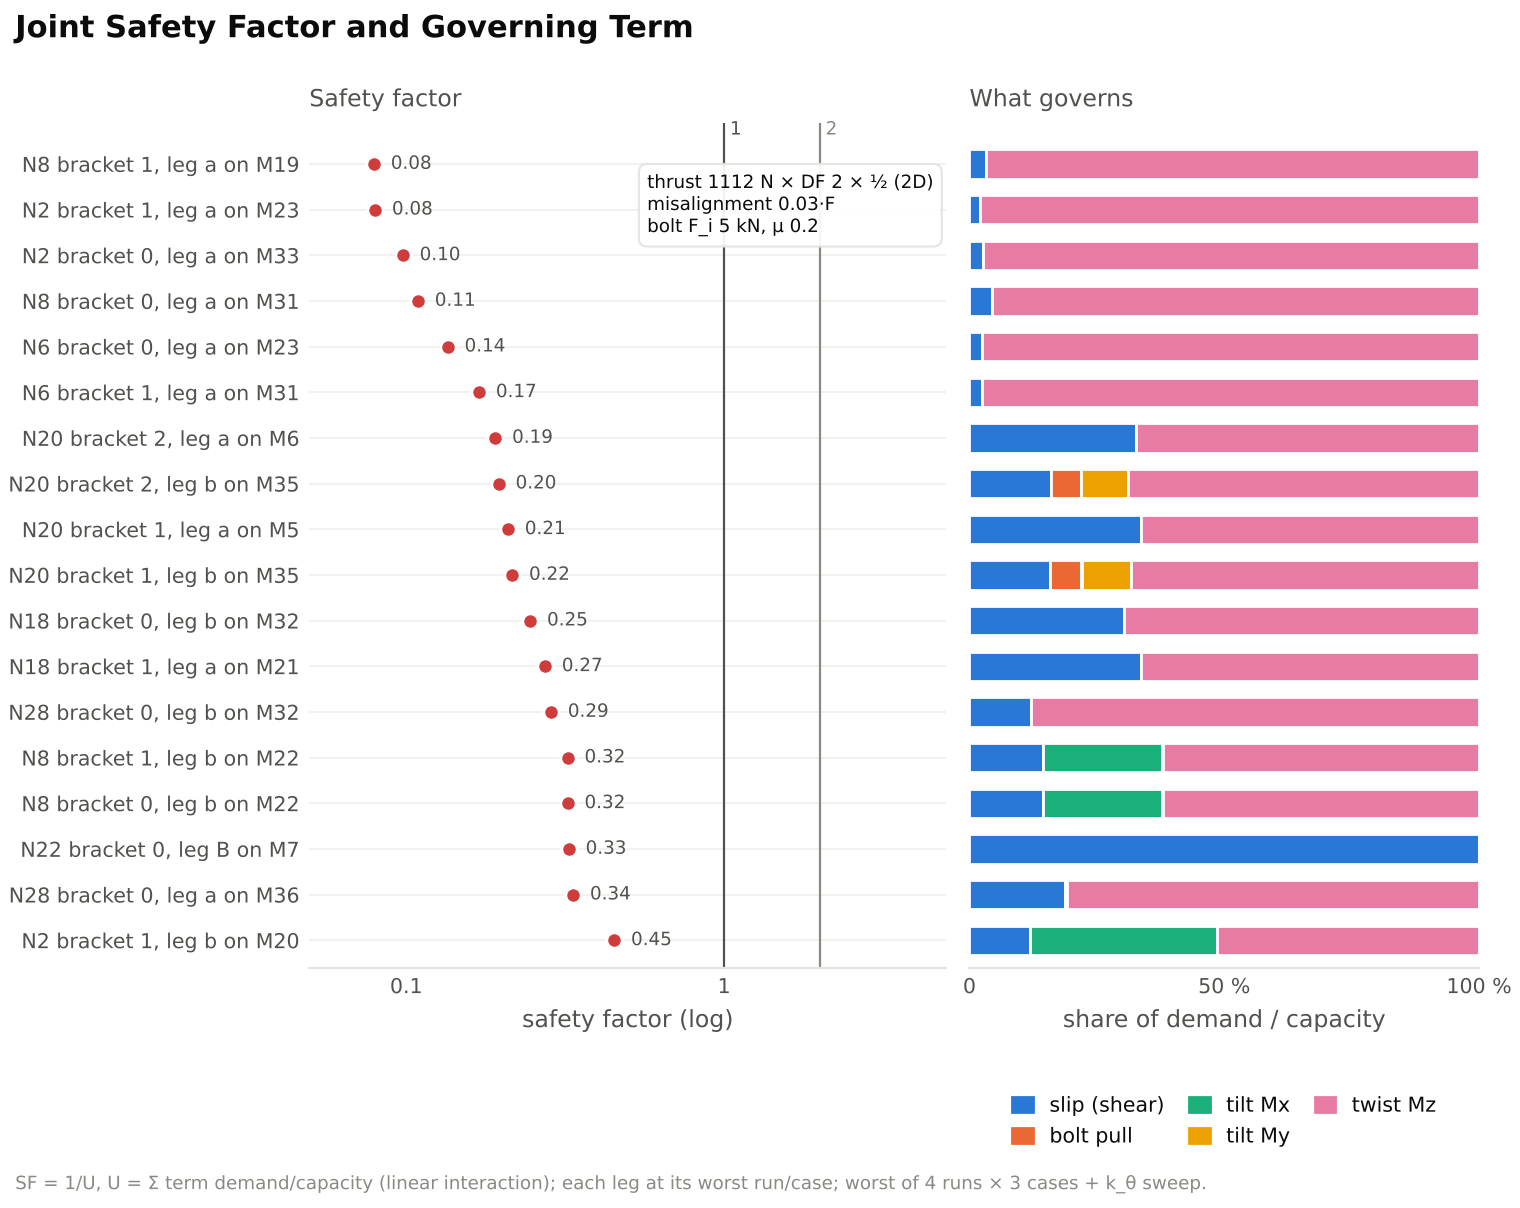 Joint Safety Factor and Governing Term
Safety factor
What governs
1
2
thrust 1112 N × DF 2 × ½ (2D)
misalignment 0.03·F
bolt F_i 5 kN, μ 0.2
N8 bracket 1, leg a on M19
0.08
N2 bracket 1, leg a on M23
0.08
N2 bracket 0, leg a on M33
0.10
N8 bracket 0, leg a on M31
0.11
N6 bracket 0, leg a on M23
0.14
N6 bracket 1, leg a on M31
0.17
N20 bracket 2, leg a on M6
0.19
N20 bracket 2, leg b on M35
0.20
N20 bracket 1, leg a on M5
0.21
N20 bracket 1, leg b on M35
0.22
N18 bracket 0, leg b on M32
0.25
N18 bracket 1, leg a on M21
0.27
N28 bracket 0, leg b on M32
0.29
N8 bracket 1, leg b on M22
0.32
N8 bracket 0, leg b on M22
0.32
N22 bracket 0, leg B on M7
0.33
N28 bracket 0, leg a on M36
0.34
N2 bracket 1, leg b on M20
0.45
0.1
1
safety factor (log)
0
50 %
100 %
share of demand / capacity
slip (shear)
bolt pull
tilt Mx
tilt My
twist Mz
SF = 1/U, U = Σ term demand/capacity (linear interaction); each leg at its worst run/case; worst of 4 runs × 3 cases + k_θ sweep.